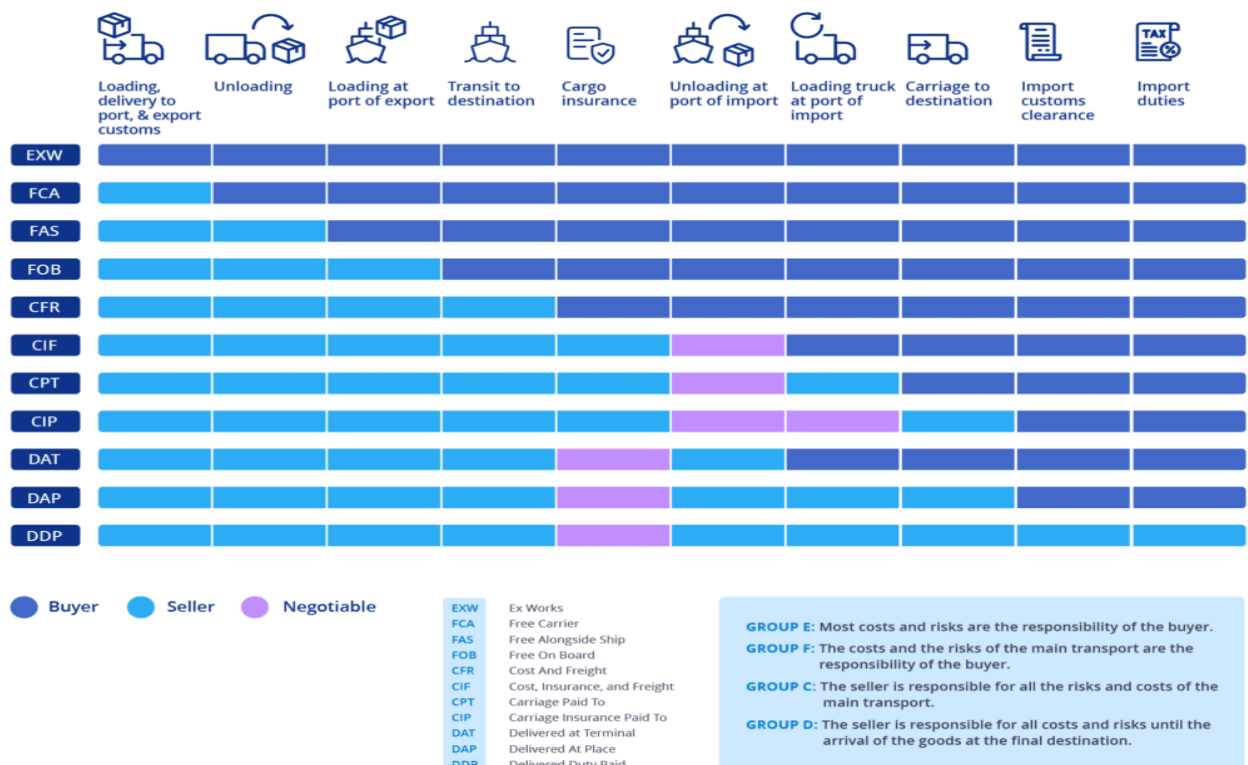 TAX
Loading,
delivery to
port, & export
customs
Unloading
Loading at
port of export
Transit to
destination
Cargo
insurance
Unloading at
port of import
Loading truck
at port of
import
Carriage to
destination
Import
customs
clearance
Import
duties
EXW
FCA
FAS
FOB
CFR
CIF
CPT
CIP
DAT
DAP
DDP
Buyer
Seller
Negotiable
EXW Ex Works
FCA Free Carrier
FAS Free Alongside Ship
FOB Free On Board
CFR Cost And Freight
CIF Cost, Insurance, and Freight
CPT Carriage Paid To
CIP Carriage Insurance Paid To
DAT Delivered at Terminal
DAP Delivered At Place
DDP Delivered Duty Paid
GROUP E: Most costs and risks are the responsibility of the buyer.
GROUP F: The costs and the risks of the main transport are the
responsibility of the buyer.
GROUP C: The seller is responsible for all the risks and costs of the
main transport.
GROUP D: The seller is responsible for all costs and risks until the
arrival of the goods at the final destination.